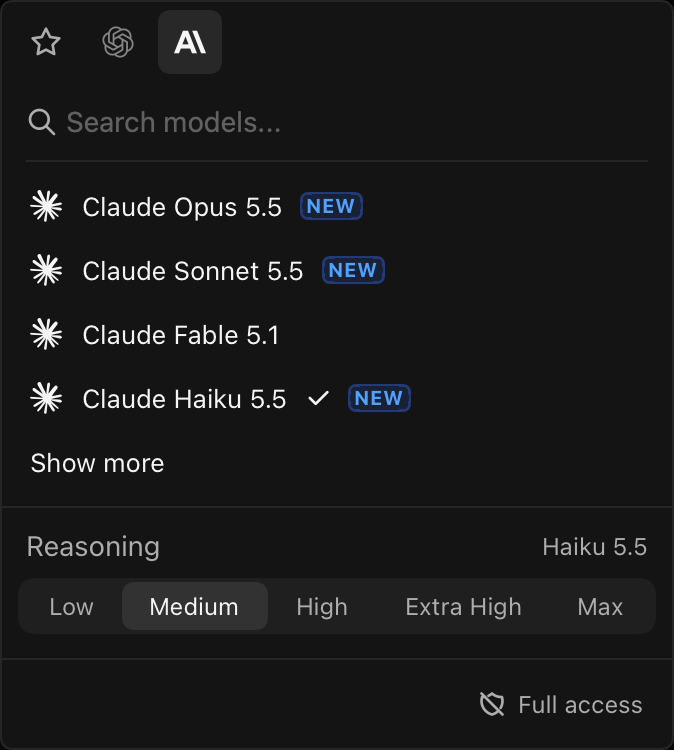 Search models...
Claude Opus 5.5 NEW
Claude Sonnet 5.5 NEW
Claude Fable 5.1
Claude Haiku 5.5 NEW
Show more
Reasoning Haiku 5.5
Low Medium High Extra High Max
Full access